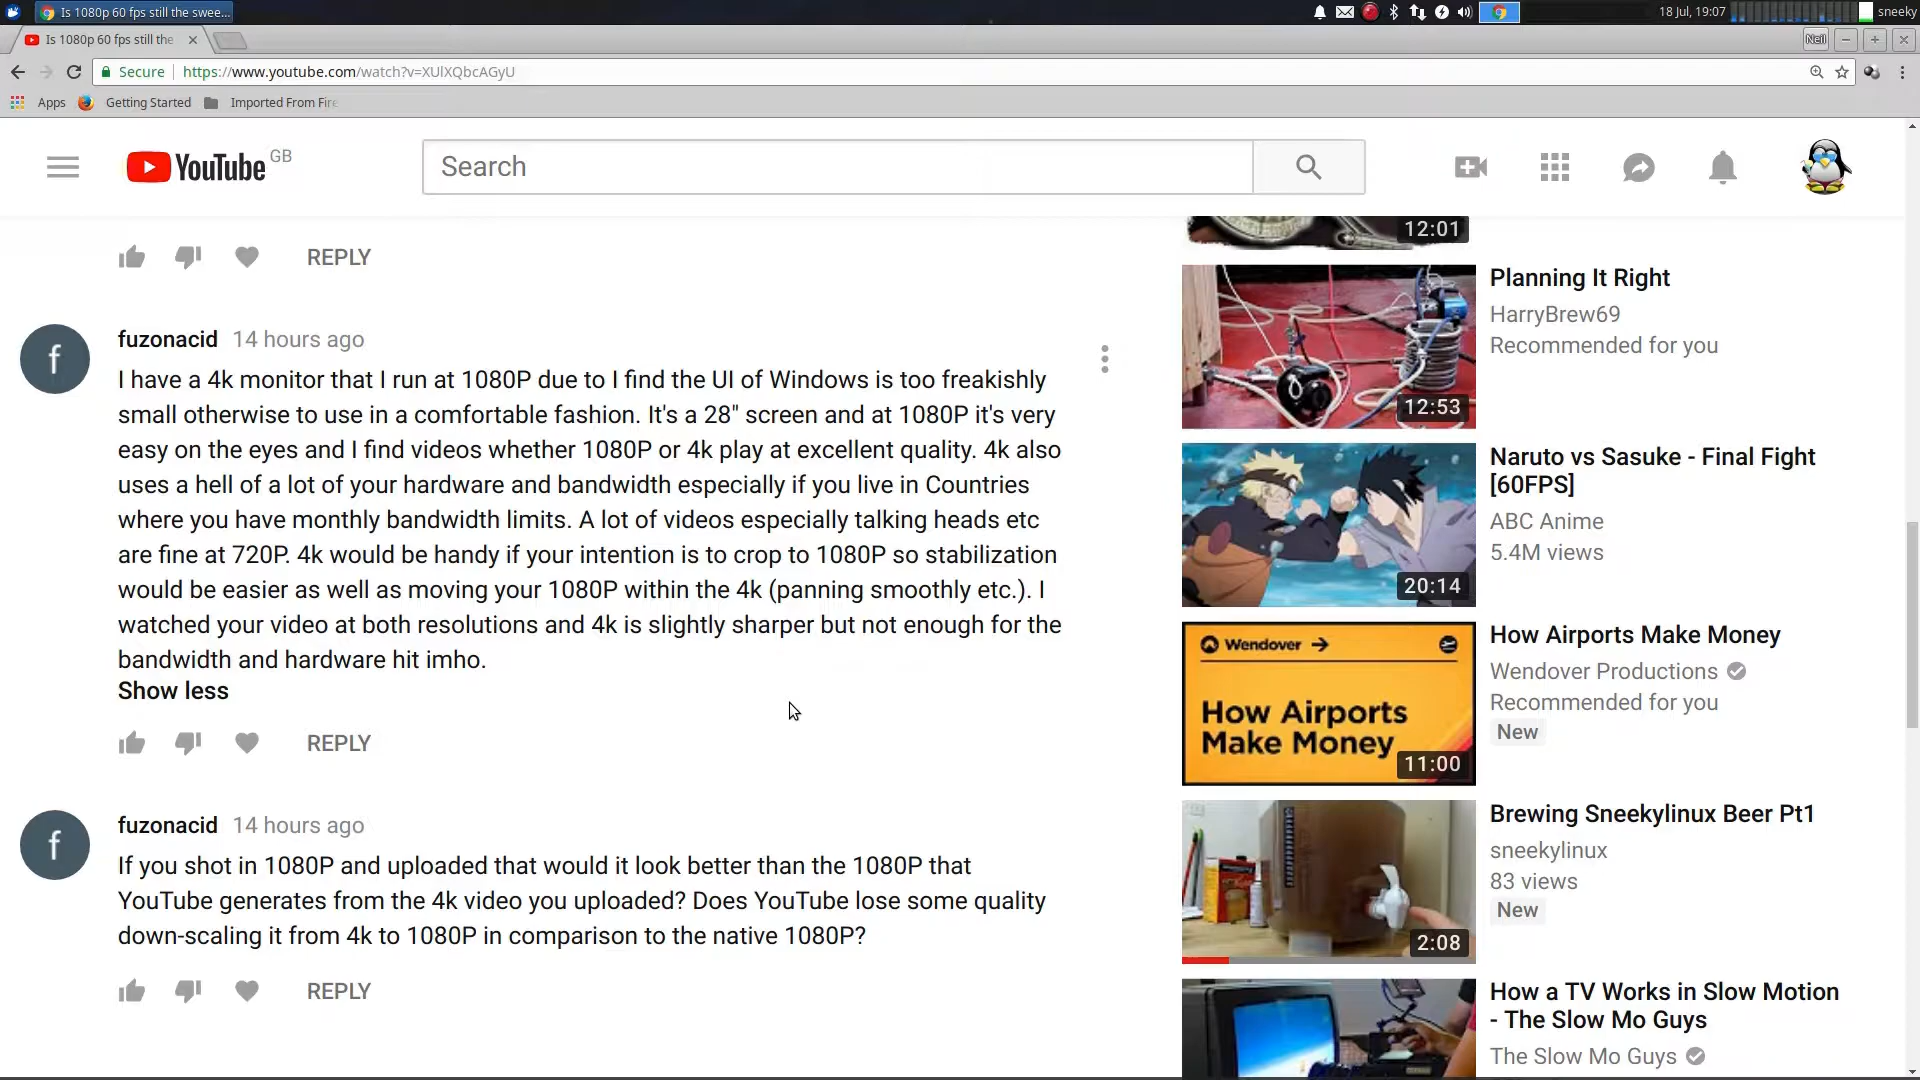 Is 1080p 60 fps still the swee...
18 Jul, 19:07
sneeky
Is 1080p 60 fps still the
Neil
Secure
https://www.youtube.com/watch?v=XUlXQbcAGyU
Apps
Getting Started
Imported From Fire
YouTube GB
Search
REPLY
fuzonacid 14 hours ago
I have a 4k monitor that I run at 1080P due to I find the UI of Windows is too freakishly
small otherwise to use in a comfortable fashion. It's a 28" screen and at 1080P it's very
easy on the eyes and I find videos whether 1080P or 4k play at excellent quality. 4k also
uses a hell of a lot of your hardware and bandwidth especially if you live in Countries
where you have monthly bandwidth limits. A lot of videos especially talking heads etc
are fine at 720P. 4k would be handy if your intention is to crop to 1080P so stabilization
would be easier as well as moving your 1080P within the 4k (panning smoothly etc.). I
watched your video at both resolutions and 4k is slightly sharper but not enough for the
bandwidth and hardware hit imho.
Show less
REPLY
f
fuzonacid 14 hours ago
If you shot in 1080P and uploaded that would it look better than the 1080P that
YouTube generates from the 4k video you uploaded? Does YouTube lose some quality
down-scaling it from 4k to 1080P in comparison to the native 1080P?
REPLY
f
12:01
Planning It Right
HarryBrew69
Recommended for you
12:53
Naruto vs Sasuke - Final Fight
[60FPS]
ABC Anime
5.4M views
20:14
How Airports Make Money
Wendover Productions
Recommended for you
New
Wendover
How Airports
Make Money
11:00
Brewing Sneekylinux Beer Pt1
sneekylinux
83 views
New
2:08
How a TV Works in Slow Motion
- The Slow Mo Guys
The Slow Mo Guys